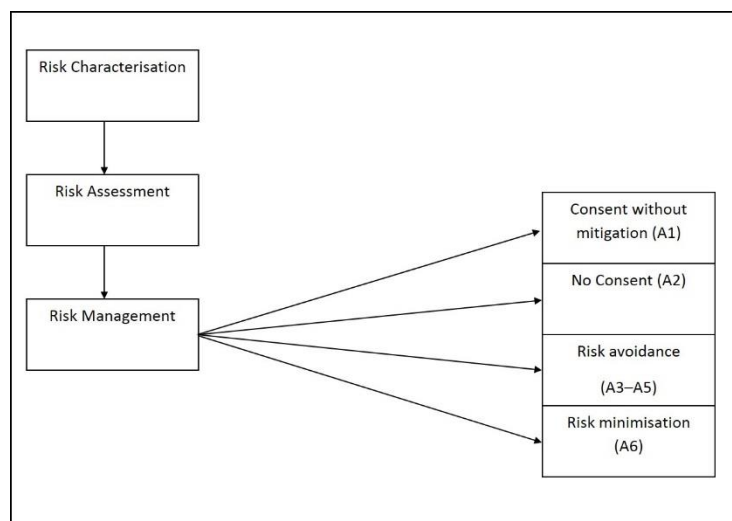 Risk Characterisation
Risk Assessment
Risk Management
Consent without
mitigation (A1)
No Consent (A2)
Risk avoidance
(A3–A5)
Risk minimisation
(A6)